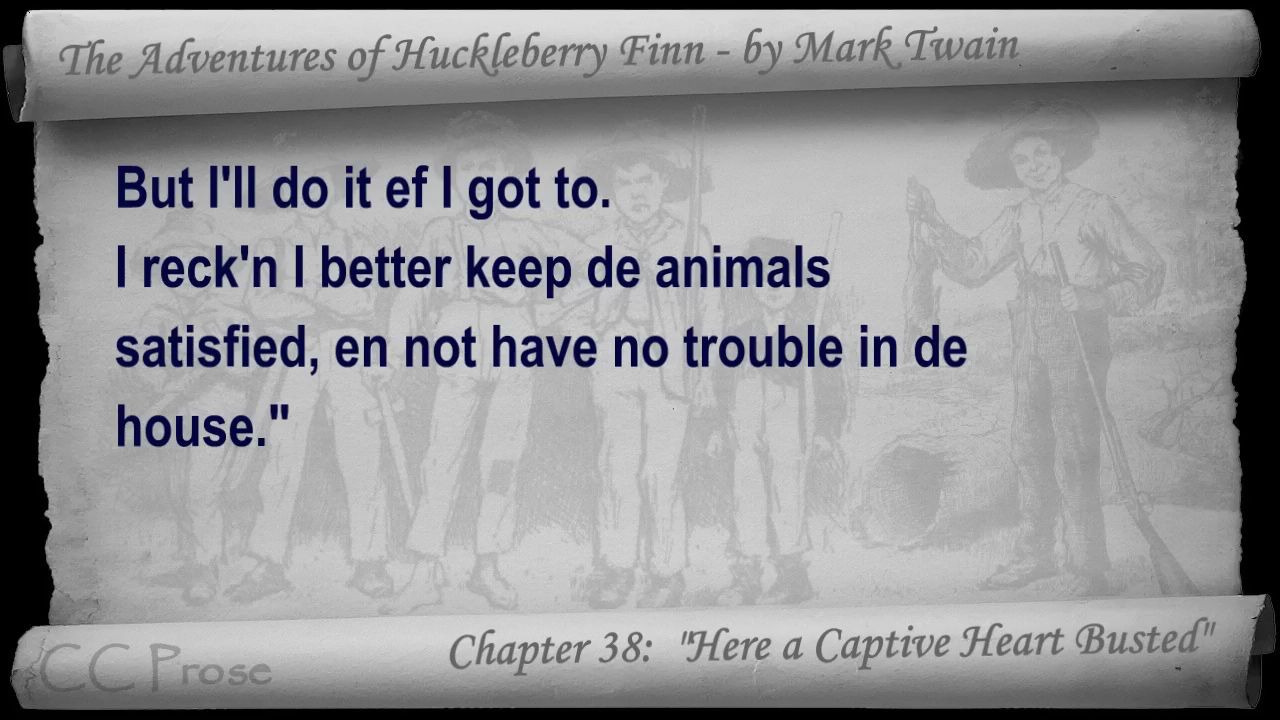 The Adventures of Huckleberry Finn - by Mark Twain
But I'll do it ef I got to.
I reck'n I better keep de animals
satisfied, en not have no trouble in de
house."
Chapter 38: "Here a Captive Heart Busted"
CC Prose